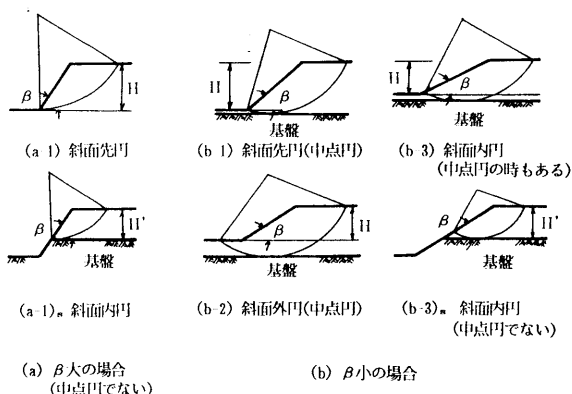 β
H
(a-1) 斜面先円
H
β
基盤
(b-1) 斜面先円(中点円)
H
β
基盤
(b-3) 斜面内円
(中点円の時もある)
β
H'
基盤
(a-1)ₙ 斜面内円
β
H
(b-2) 斜面外円(中点円)
β
H'
基盤
(b-3)ₙ 斜面内円
(中点円でない)
(a) β大の場合
(中点円でない)
(b) β小の場合